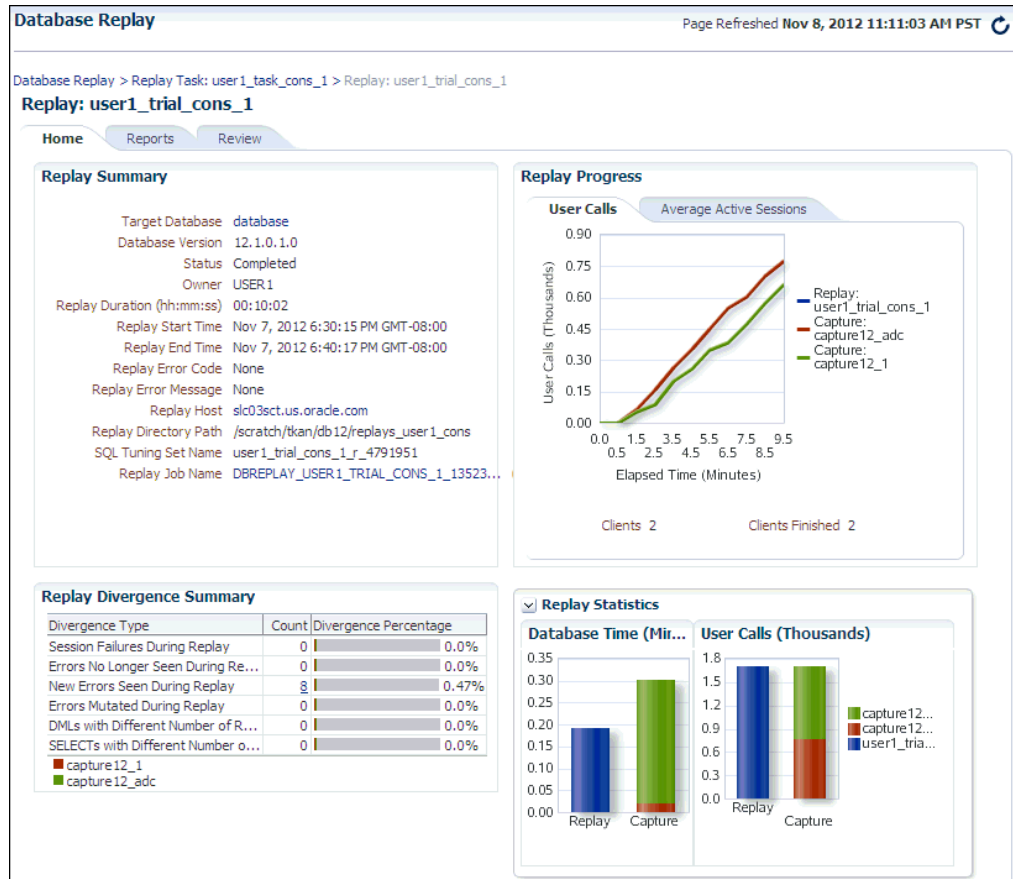 Database Replay
Page Refreshed Nov 8, 2012 11:11:03 AM PST
Database Replay > Replay Task: user1_task_cons_1 > Replay: user1_trial_cons_1
Replay: user1_trial_cons_1
Home Reports Review
Replay Summary
Target Database database
Database Version 12.1.0.1.0
Status Completed
Owner USER1
Replay Duration (hh:mm:ss) 00:10:02
Replay Start Time Nov 7, 2012 6:30:15 PM GMT-08:00
Replay End Time Nov 7, 2012 6:40:17 PM GMT-08:00
Replay Error Code None
Replay Error Message None
Replay Host slc03sct.us.oracle.com
Replay Directory Path /scratch/tkan/db12/replays_user1_cons
SQL Tuning Set Name user1_trial_cons_1_r_4791951
Replay Job Name DBREPLAY_USER1_TRIAL_CONS_1_13523...
Replay Progress
User Calls Average Active Sessions
User Calls (Thousands)
0.90
0.75
0.60
0.45
0.30
0.15
0.00
0.0 1.5 3.5 5.5 7.5 9.5
0.5 2.5 4.5 6.5 8.5
Elapsed Time (Minutes)
Replay:
user1_trial_cons_1
Capture:
capture12_adc
Capture:
capture12_1
Clients 2 Clients Finished 2
Replay Divergence Summary
Divergence Type Count Divergence Percentage
Session Failures During Replay 0 0.0%
Errors No Longer Seen During Re... 0 0.0%
New Errors Seen During Replay 8 0.47%
Errors Mutated During Replay 0 0.0%
DMLs with Different Number of R... 0 0.0%
SELECTs with Different Number o... 0 0.0%
capture12_1
capture12_adc
Replay Statistics
Database Time (Mir...
0.35
0.30
0.25
0.20
0.15
0.10
0.05
0.00
Replay Capture
User Calls (Thousands)
1.8
1.5
1.2
0.9
0.6
0.3
0.0
Replay
Capture
capture12...
capture12...
user1_tria...